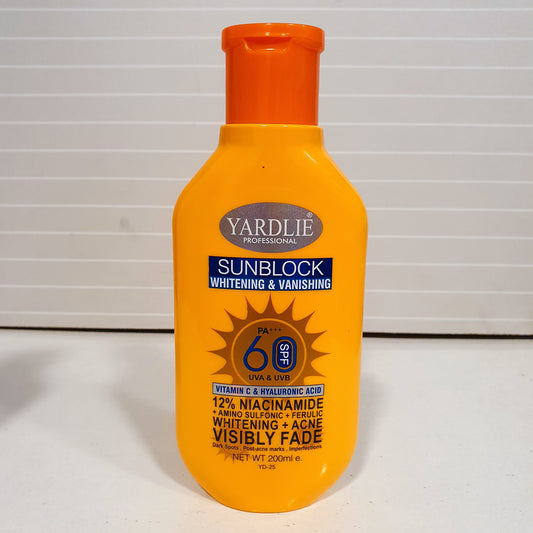 YARDLIE ®
PROFESSIONAL
SUNBLOCK
WHITENING & VANISHING
PA+++
60 SPF
UVA & UVB
VITAMIN C & HYALURONIC ACID
12% NIACINAMIDE
+ AMINO SULFONIC + FERULIC
WHITENING + ACNE
VISIBLY FADE
Dark Spots . Post-acne marks . Imperfections
NET WT 200ml e.
YD-25